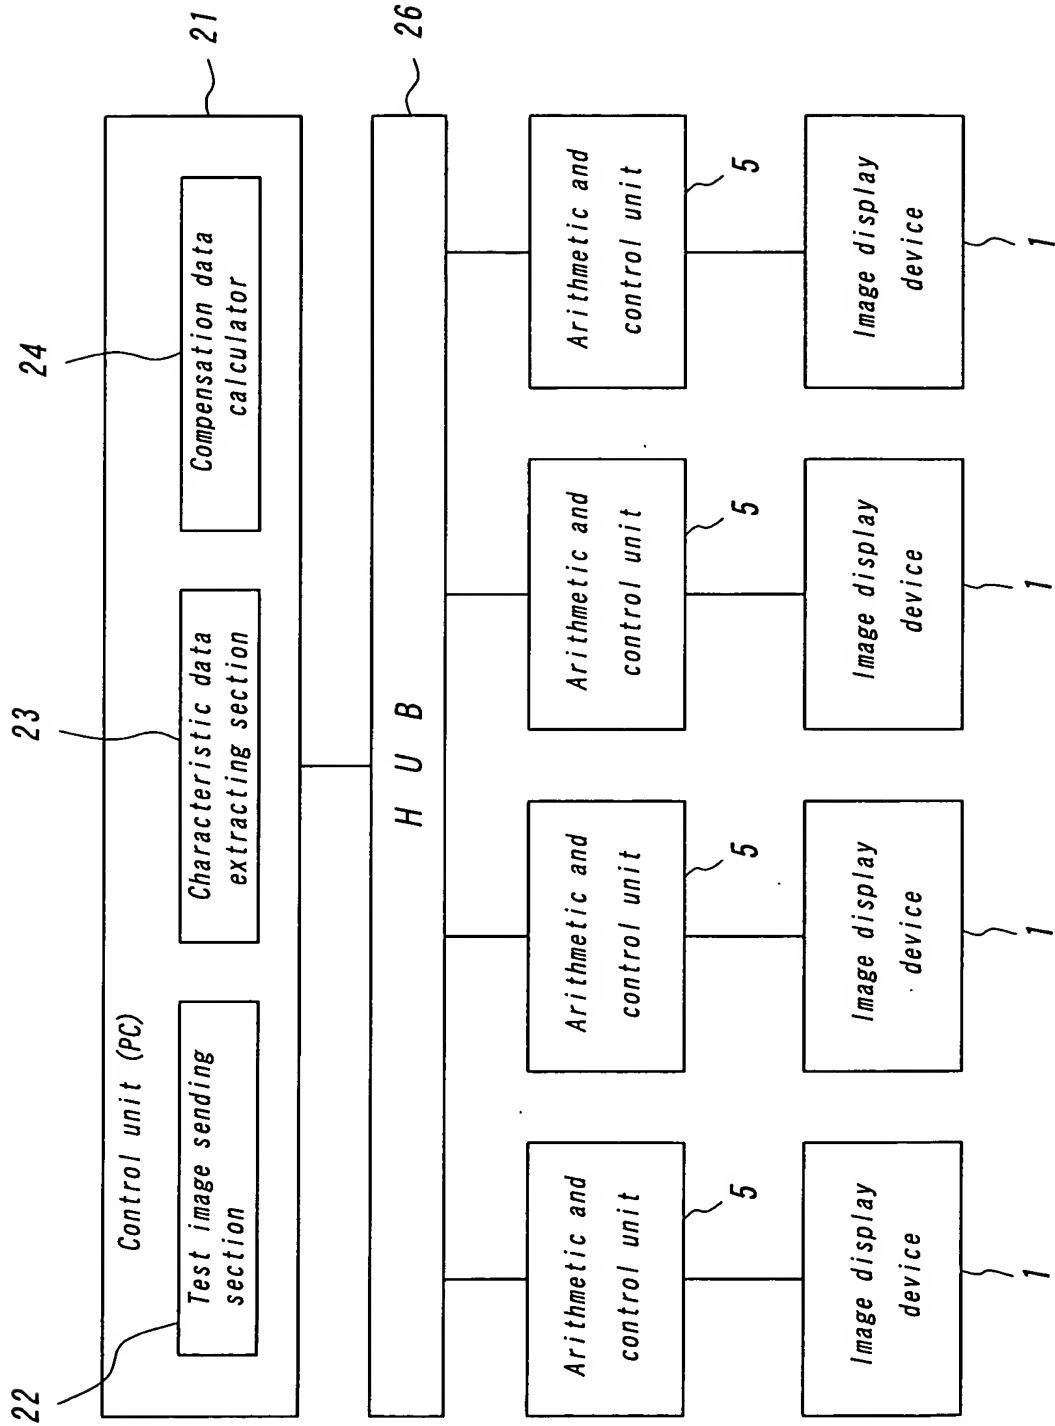 22
23
24
21
Control unit (PC)
Test image sending
section
Characteristic data
extracting section
Compensation data
calculator
26
H U B
Arithmetic and
control unit
5
Arithmetic and
control unit
5
Arithmetic and
control unit
5
Arithmetic and
control unit
5
Image display
device
1
Image display
device
1
Image display
device
1
Image display
device
1